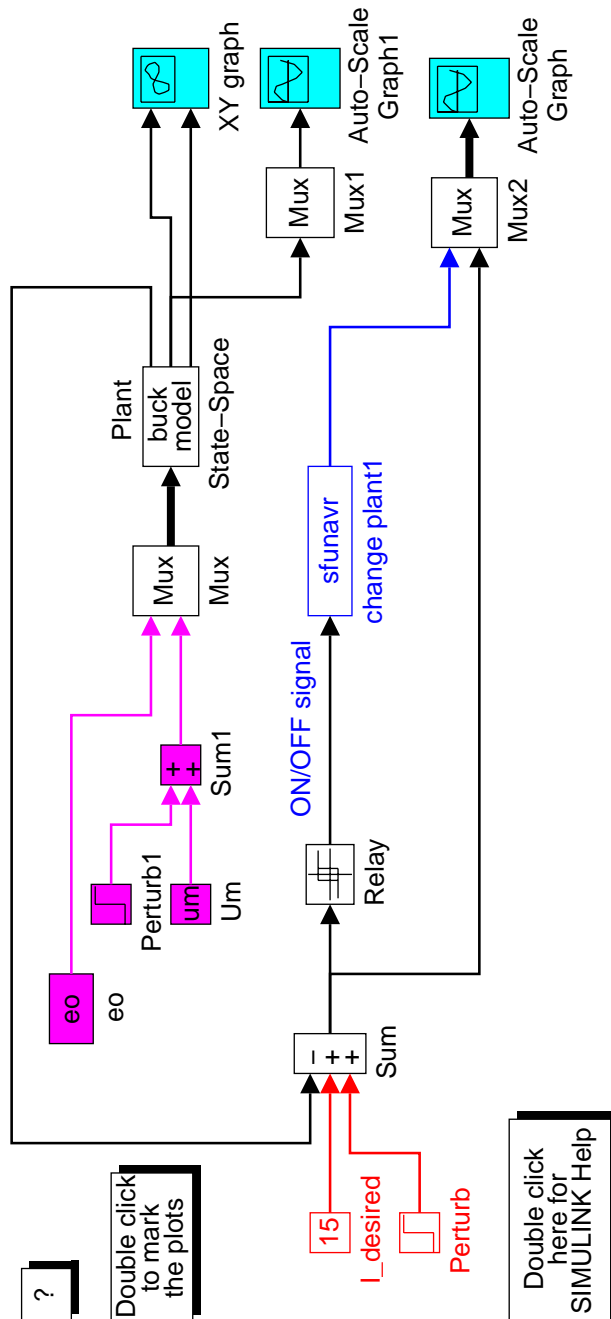 ?
Double click
to mark
the plots
eo
eo
Perturb1
um
Um
+
+
Sum1
Mux
Mux
Plant
buck
model
State−Space
XY graph
Mux
Mux1
Auto−Scale
Graph1
15
I_desired
Perturb
−
+
+
Sum
Relay
ON/OFF signal
sfunavr
change plant1
Mux
Mux2
Auto−Scale
Graph
Double click
here for
SIMULINK Help